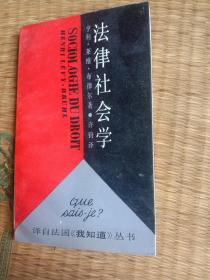 法律社会学
亨利·莱维·布律尔著●许钧译
SOCIOLOGIE DU DROIT
HENRI LÉVY-BRUHL
que
sais-je?
译自法国《我知道》丛书